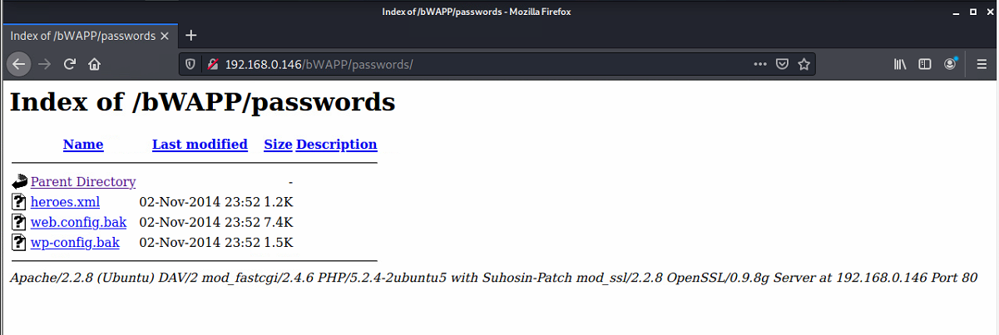 Index of /bWAPP/passwords - Mozilla Firefox
Index of /bWAPP/passwords
192.168.0.146/bWAPP/passwords/
Index of /bWAPP/passwords
Name Last modified Size Description
Parent Directory -
heroes.xml 02-Nov-2014 23:52 1.2K
web.config.bak 02-Nov-2014 23:52 7.4K
wp-config.bak 02-Nov-2014 23:52 1.5K
Apache/2.2.8 (Ubuntu) DAV/2 mod_fastcgi/2.4.6 PHP/5.2.4-2ubuntu5 with Suhosin-Patch mod_ssl/2.2.8 OpenSSL/0.9.8g Server at 192.168.0.146 Port 80